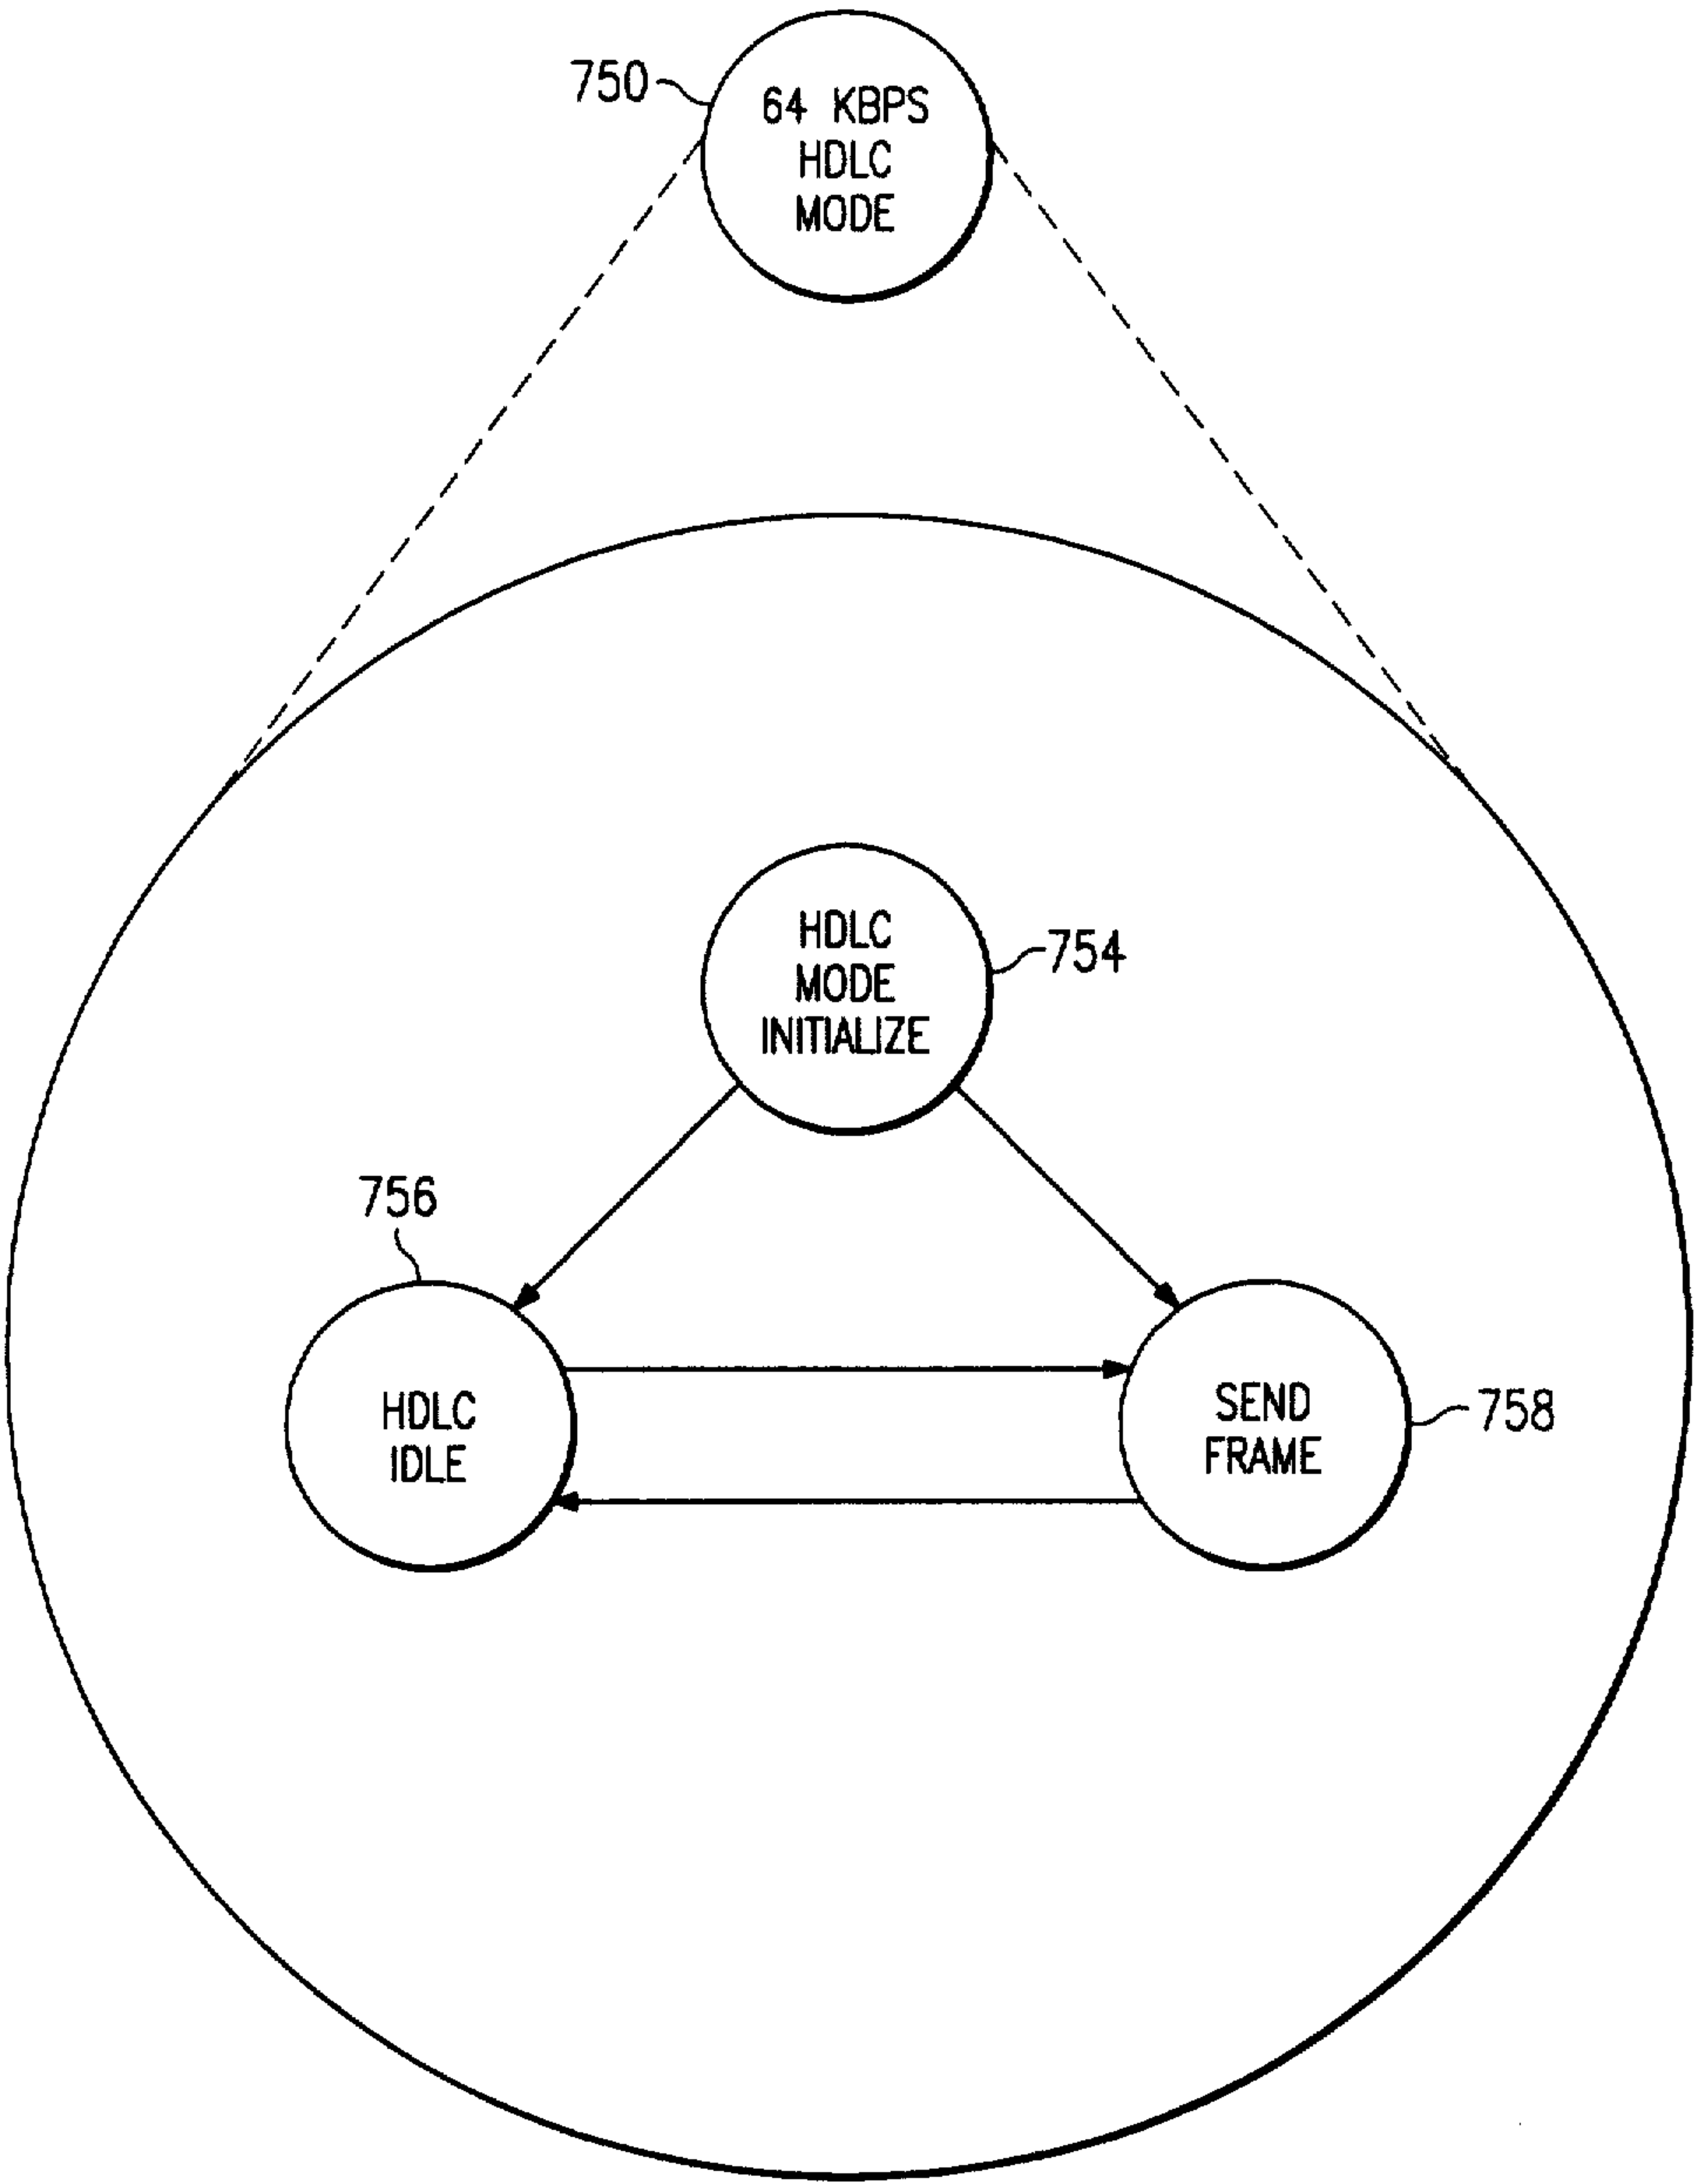 750
64 KBPS
HDLC
MODE
HDLC
MODE
INITIALIZE
754
756
HDLC
IDLE
SEND
FRAME
758